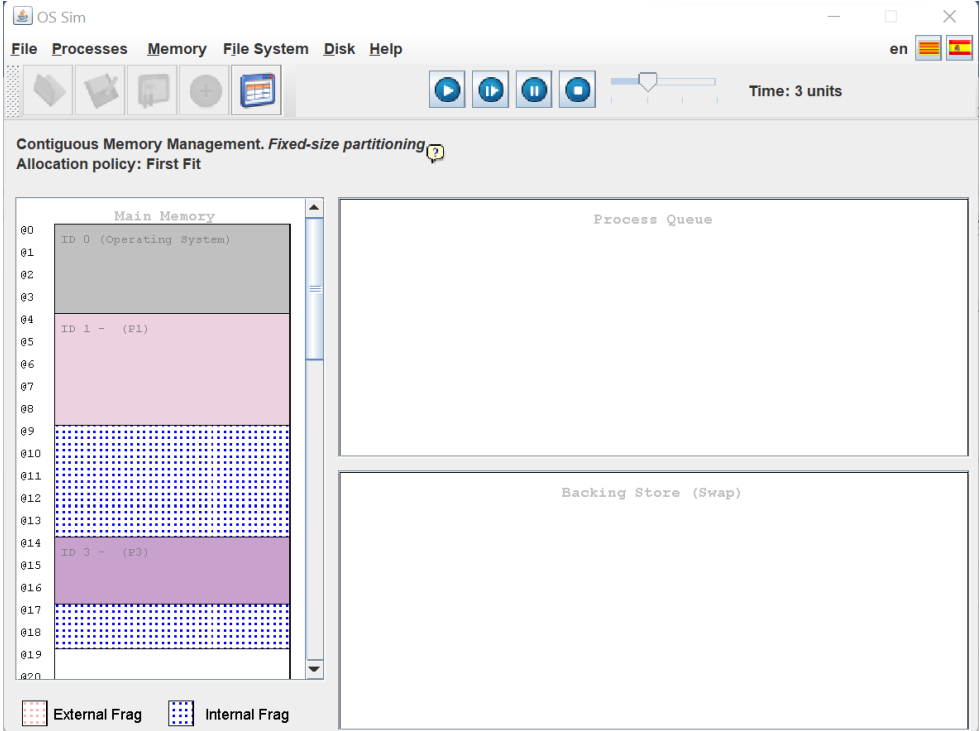 OS Sim
File Processes Memory File System Disk Help en
Time: 3 units
Contiguous Memory Management. Fixed-size partitioning
?
Allocation policy: First Fit
Main Memory
@0
ID 0 (Operating System)
@1
@2
@3
@4
ID 1 - (P1)
@5
@6
@7
@8
@9
@10
@11
@12
@13
@14
ID 3 - (P3)
@15
@16
@17
@18
@19
@20
External Frag Internal Frag
Process Queue
Backing Store (Swap)